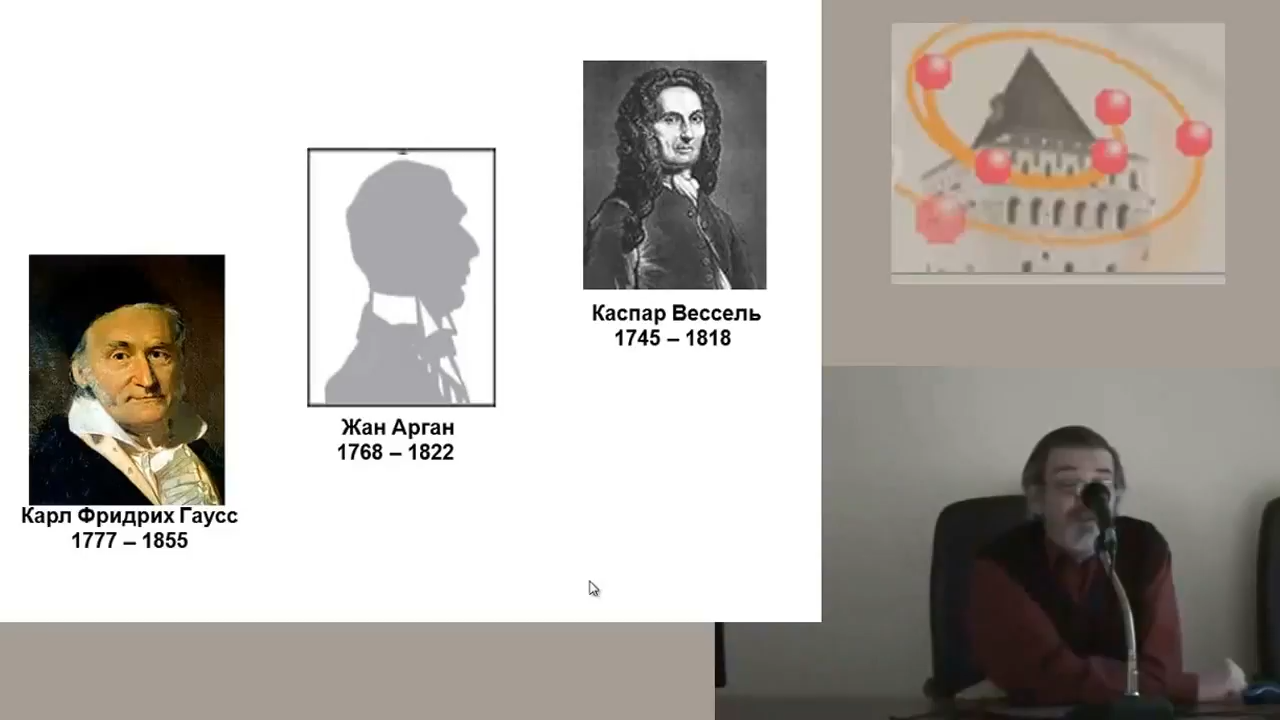 Каспар Вессель
1745 – 1818
Жан Арган
1768 – 1822
Карл Фридрих Гаусс
1777 – 1855